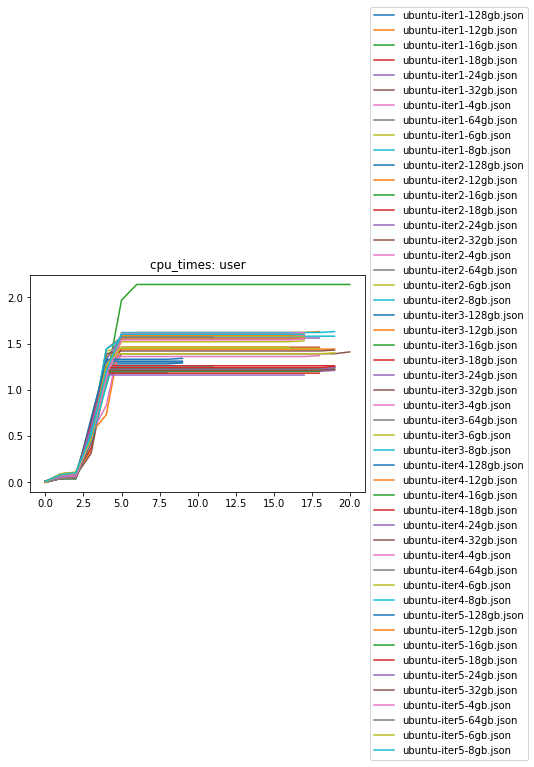 cpu_times: user
2.0
1.5
1.0
0.5
0.0
0.0
2.5
5.0
7.5
10.0
12.5
15.0
17.5
20.0
ubuntu-iter1-128gb.json
ubuntu-iter1-12gb.json
ubuntu-iter1-16gb.json
ubuntu-iter1-18gb.json
ubuntu-iter1-24gb.json
ubuntu-iter1-32gb.json
ubuntu-iter1-4gb.json
ubuntu-iter1-64gb.json
ubuntu-iter1-6gb.json
ubuntu-iter1-8gb.json
ubuntu-iter2-128gb.json
ubuntu-iter2-12gb.json
ubuntu-iter2-16gb.json
ubuntu-iter2-18gb.json
ubuntu-iter2-24gb.json
ubuntu-iter2-32gb.json
ubuntu-iter2-4gb.json
ubuntu-iter2-64gb.json
ubuntu-iter2-6gb.json
ubuntu-iter2-8gb.json
ubuntu-iter3-128gb.json
ubuntu-iter3-12gb.json
ubuntu-iter3-16gb.json
ubuntu-iter3-18gb.json
ubuntu-iter3-24gb.json
ubuntu-iter3-32gb.json
ubuntu-iter3-4gb.json
ubuntu-iter3-64gb.json
ubuntu-iter3-6gb.json
ubuntu-iter3-8gb.json
ubuntu-iter4-128gb.json
ubuntu-iter4-12gb.json
ubuntu-iter4-16gb.json
ubuntu-iter4-18gb.json
ubuntu-iter4-24gb.json
ubuntu-iter4-32gb.json
ubuntu-iter4-4gb.json
ubuntu-iter4-64gb.json
ubuntu-iter4-6gb.json
ubuntu-iter4-8gb.json
ubuntu-iter5-128gb.json
ubuntu-iter5-12gb.json
ubuntu-iter5-16gb.json
ubuntu-iter5-18gb.json
ubuntu-iter5-24gb.json
ubuntu-iter5-32gb.json
ubuntu-iter5-4gb.json
ubuntu-iter5-64gb.json
ubuntu-iter5-6gb.json
ubuntu-iter5-8gb.json